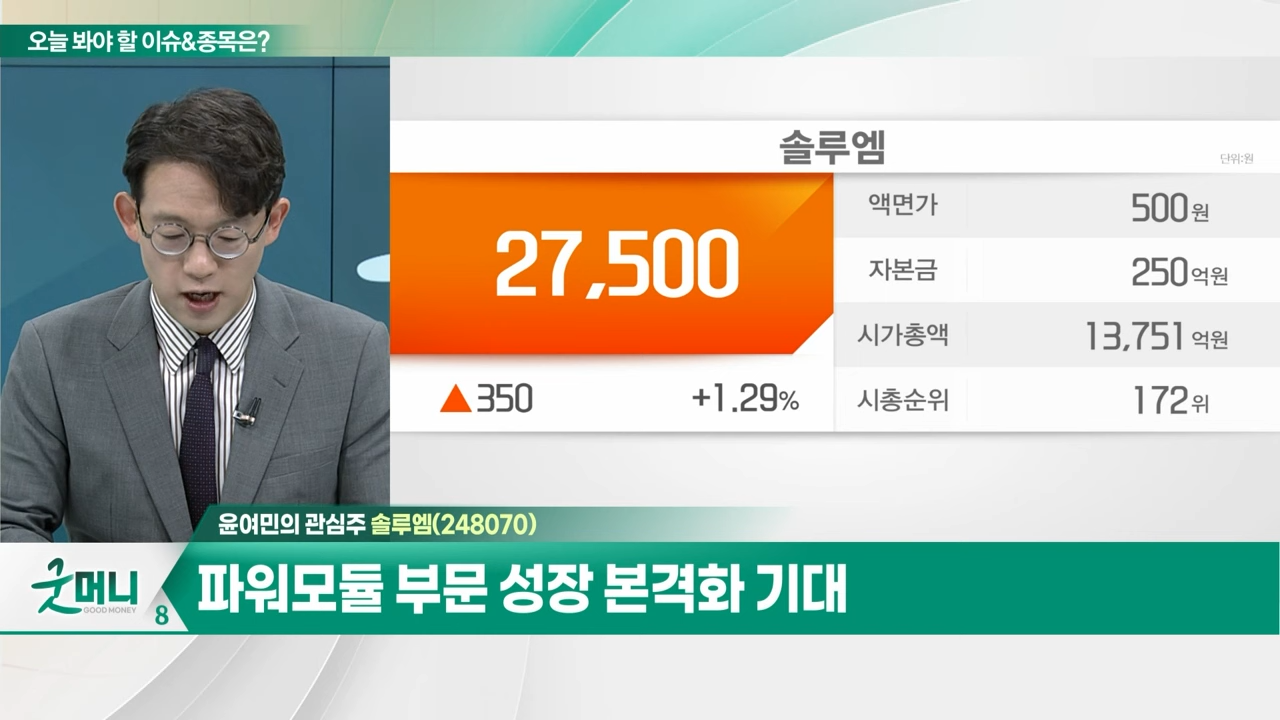 오늘 봐야 할 이슈&종목은?
솔루엠
단위:원
27,500
▲350 +1.29%
액면가 500원
자본금 250억원
시가총액 13,751억원
시총순위 172위
윤여민의 관심주 솔루엠(248070)
굿머니
GOOD MONEY
8
파워모듈 부문 성장 본격화 기대